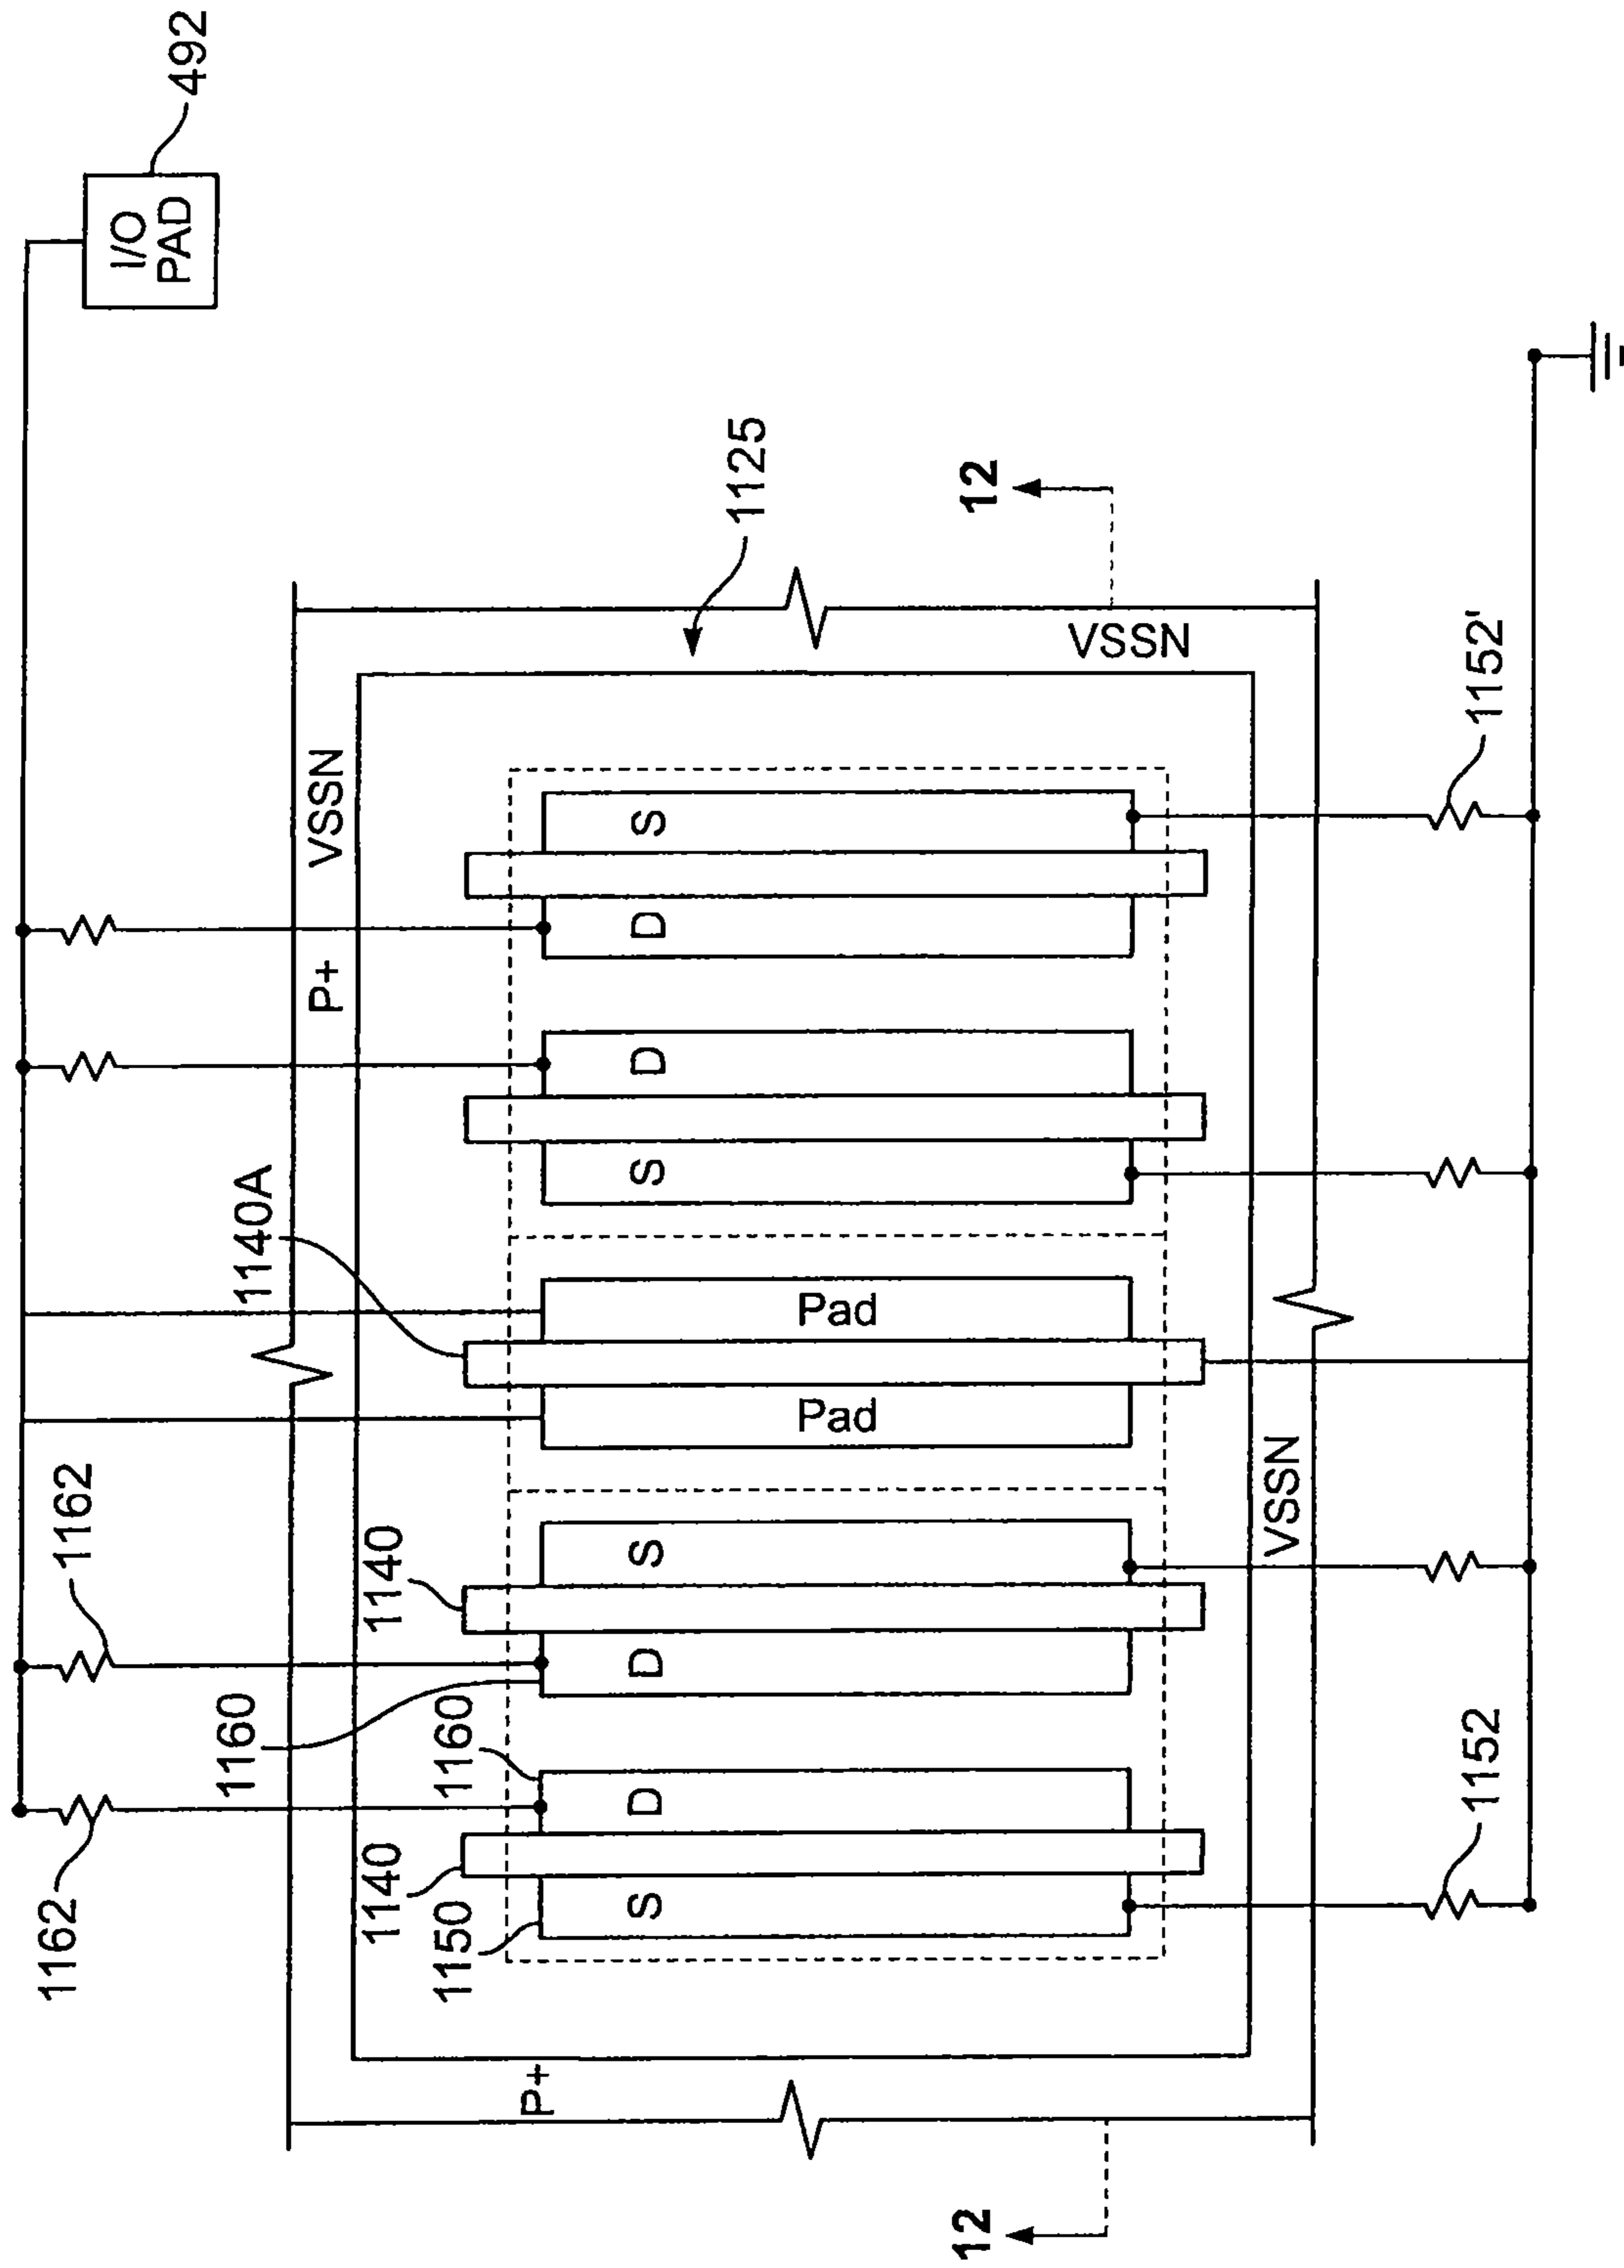 1162
1162
I/O
PAD
492
1160
1140A
P+
VSSN
1140
1140
1150
1160
P+
S
D
D
S
S
D
D
S
1125
Pad
Pad
12
12
VSSN
VSSN
1152
1152'